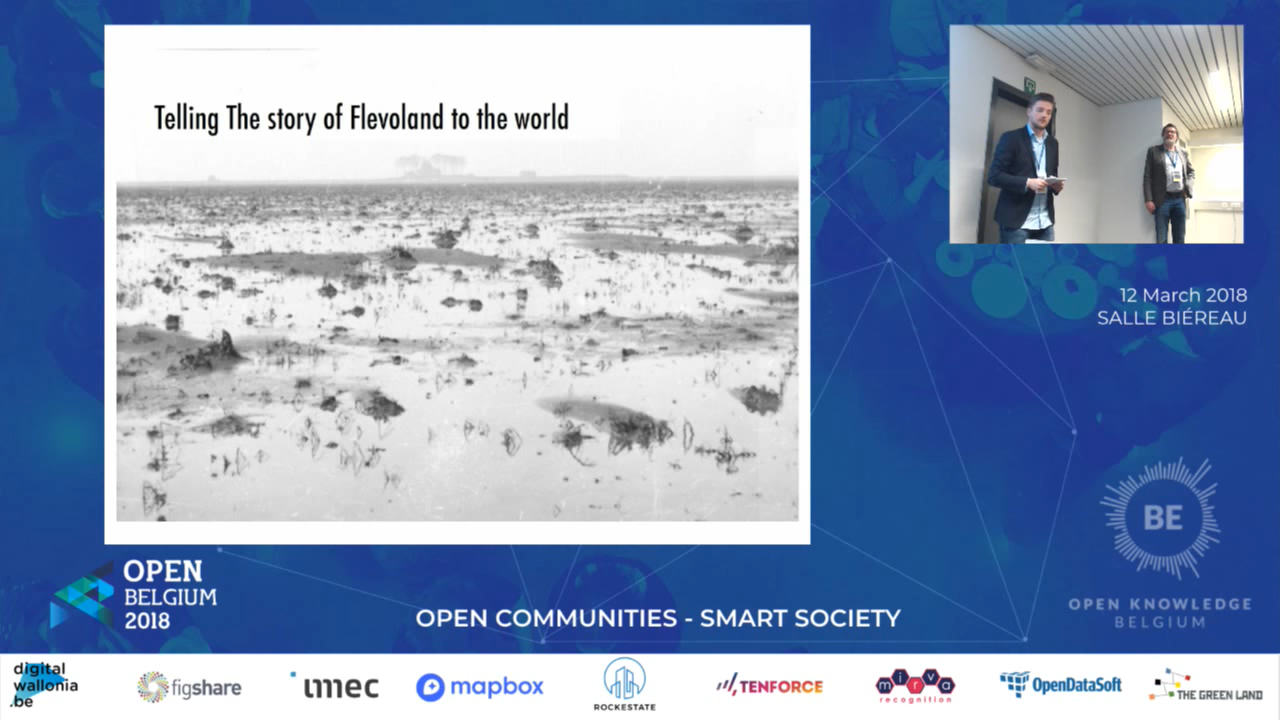 Telling The story of Flevoland to the world
12 March 2018
SALLE BIÉREAU
BE
OPEN KNOWLEDGE
BELGIUM
OPEN
BELGIUM
2018
OPEN COMMUNITIES - SMART SOCIETY
digital
wallonia
.be
figshare
imec
mapbox
ROCKESTATE
TENFORCE
mirva
recognition
OpenDataSoft
THE GREEN LAND